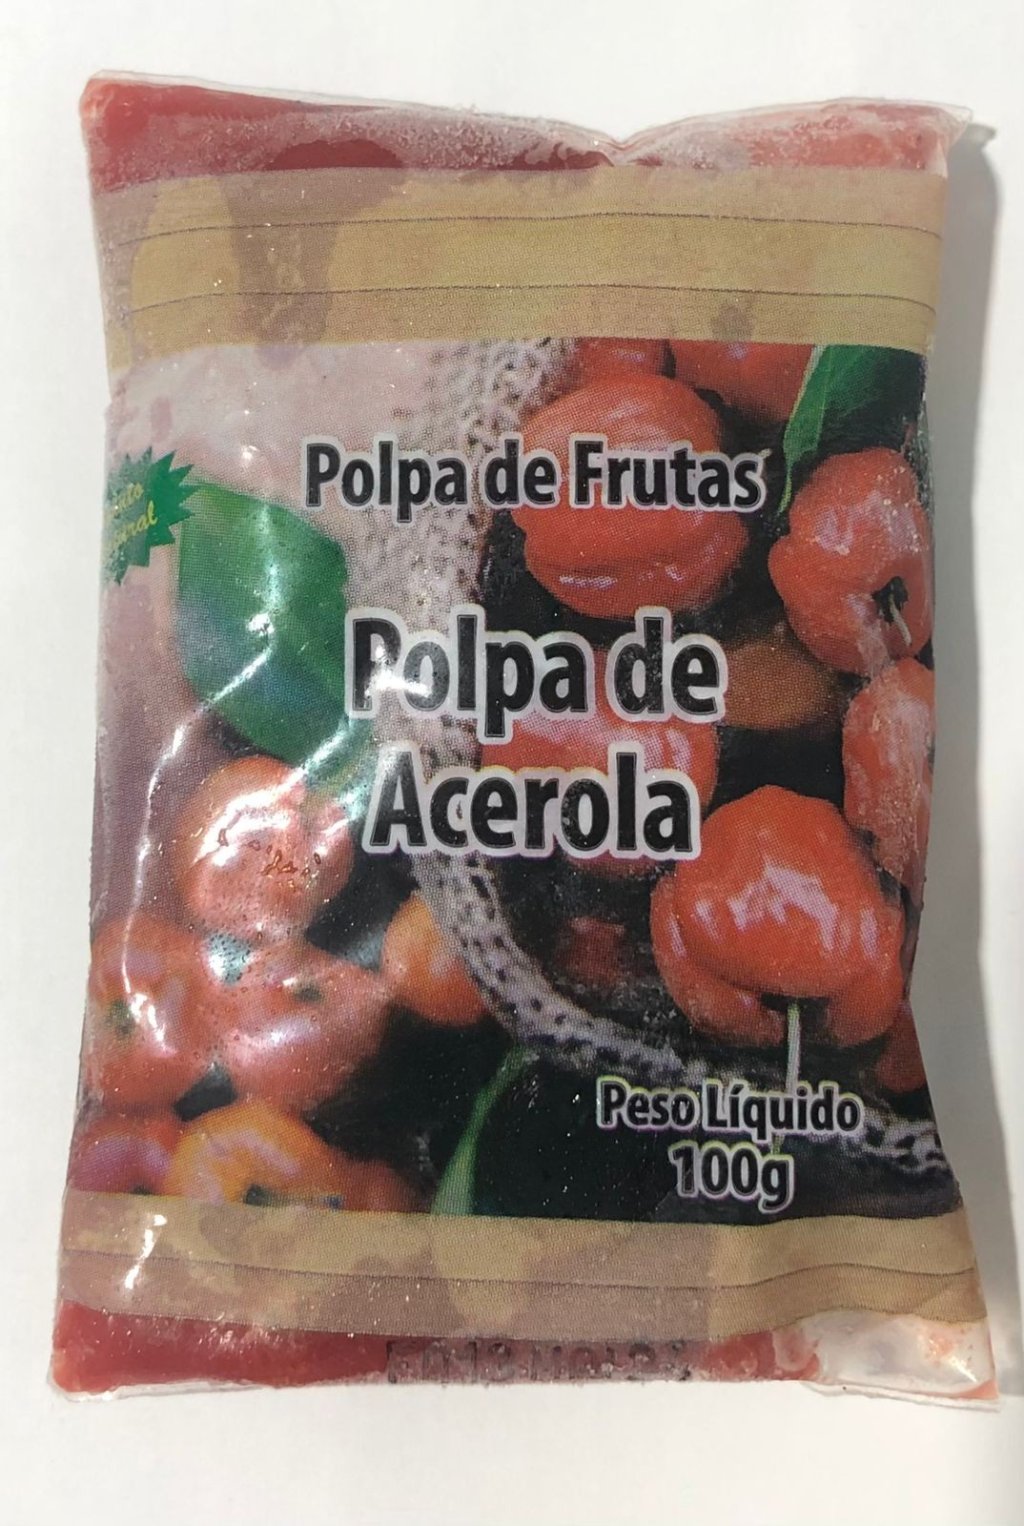 Polpa de Frutas
Polpa de
Acerola
Peso Líquido
100g